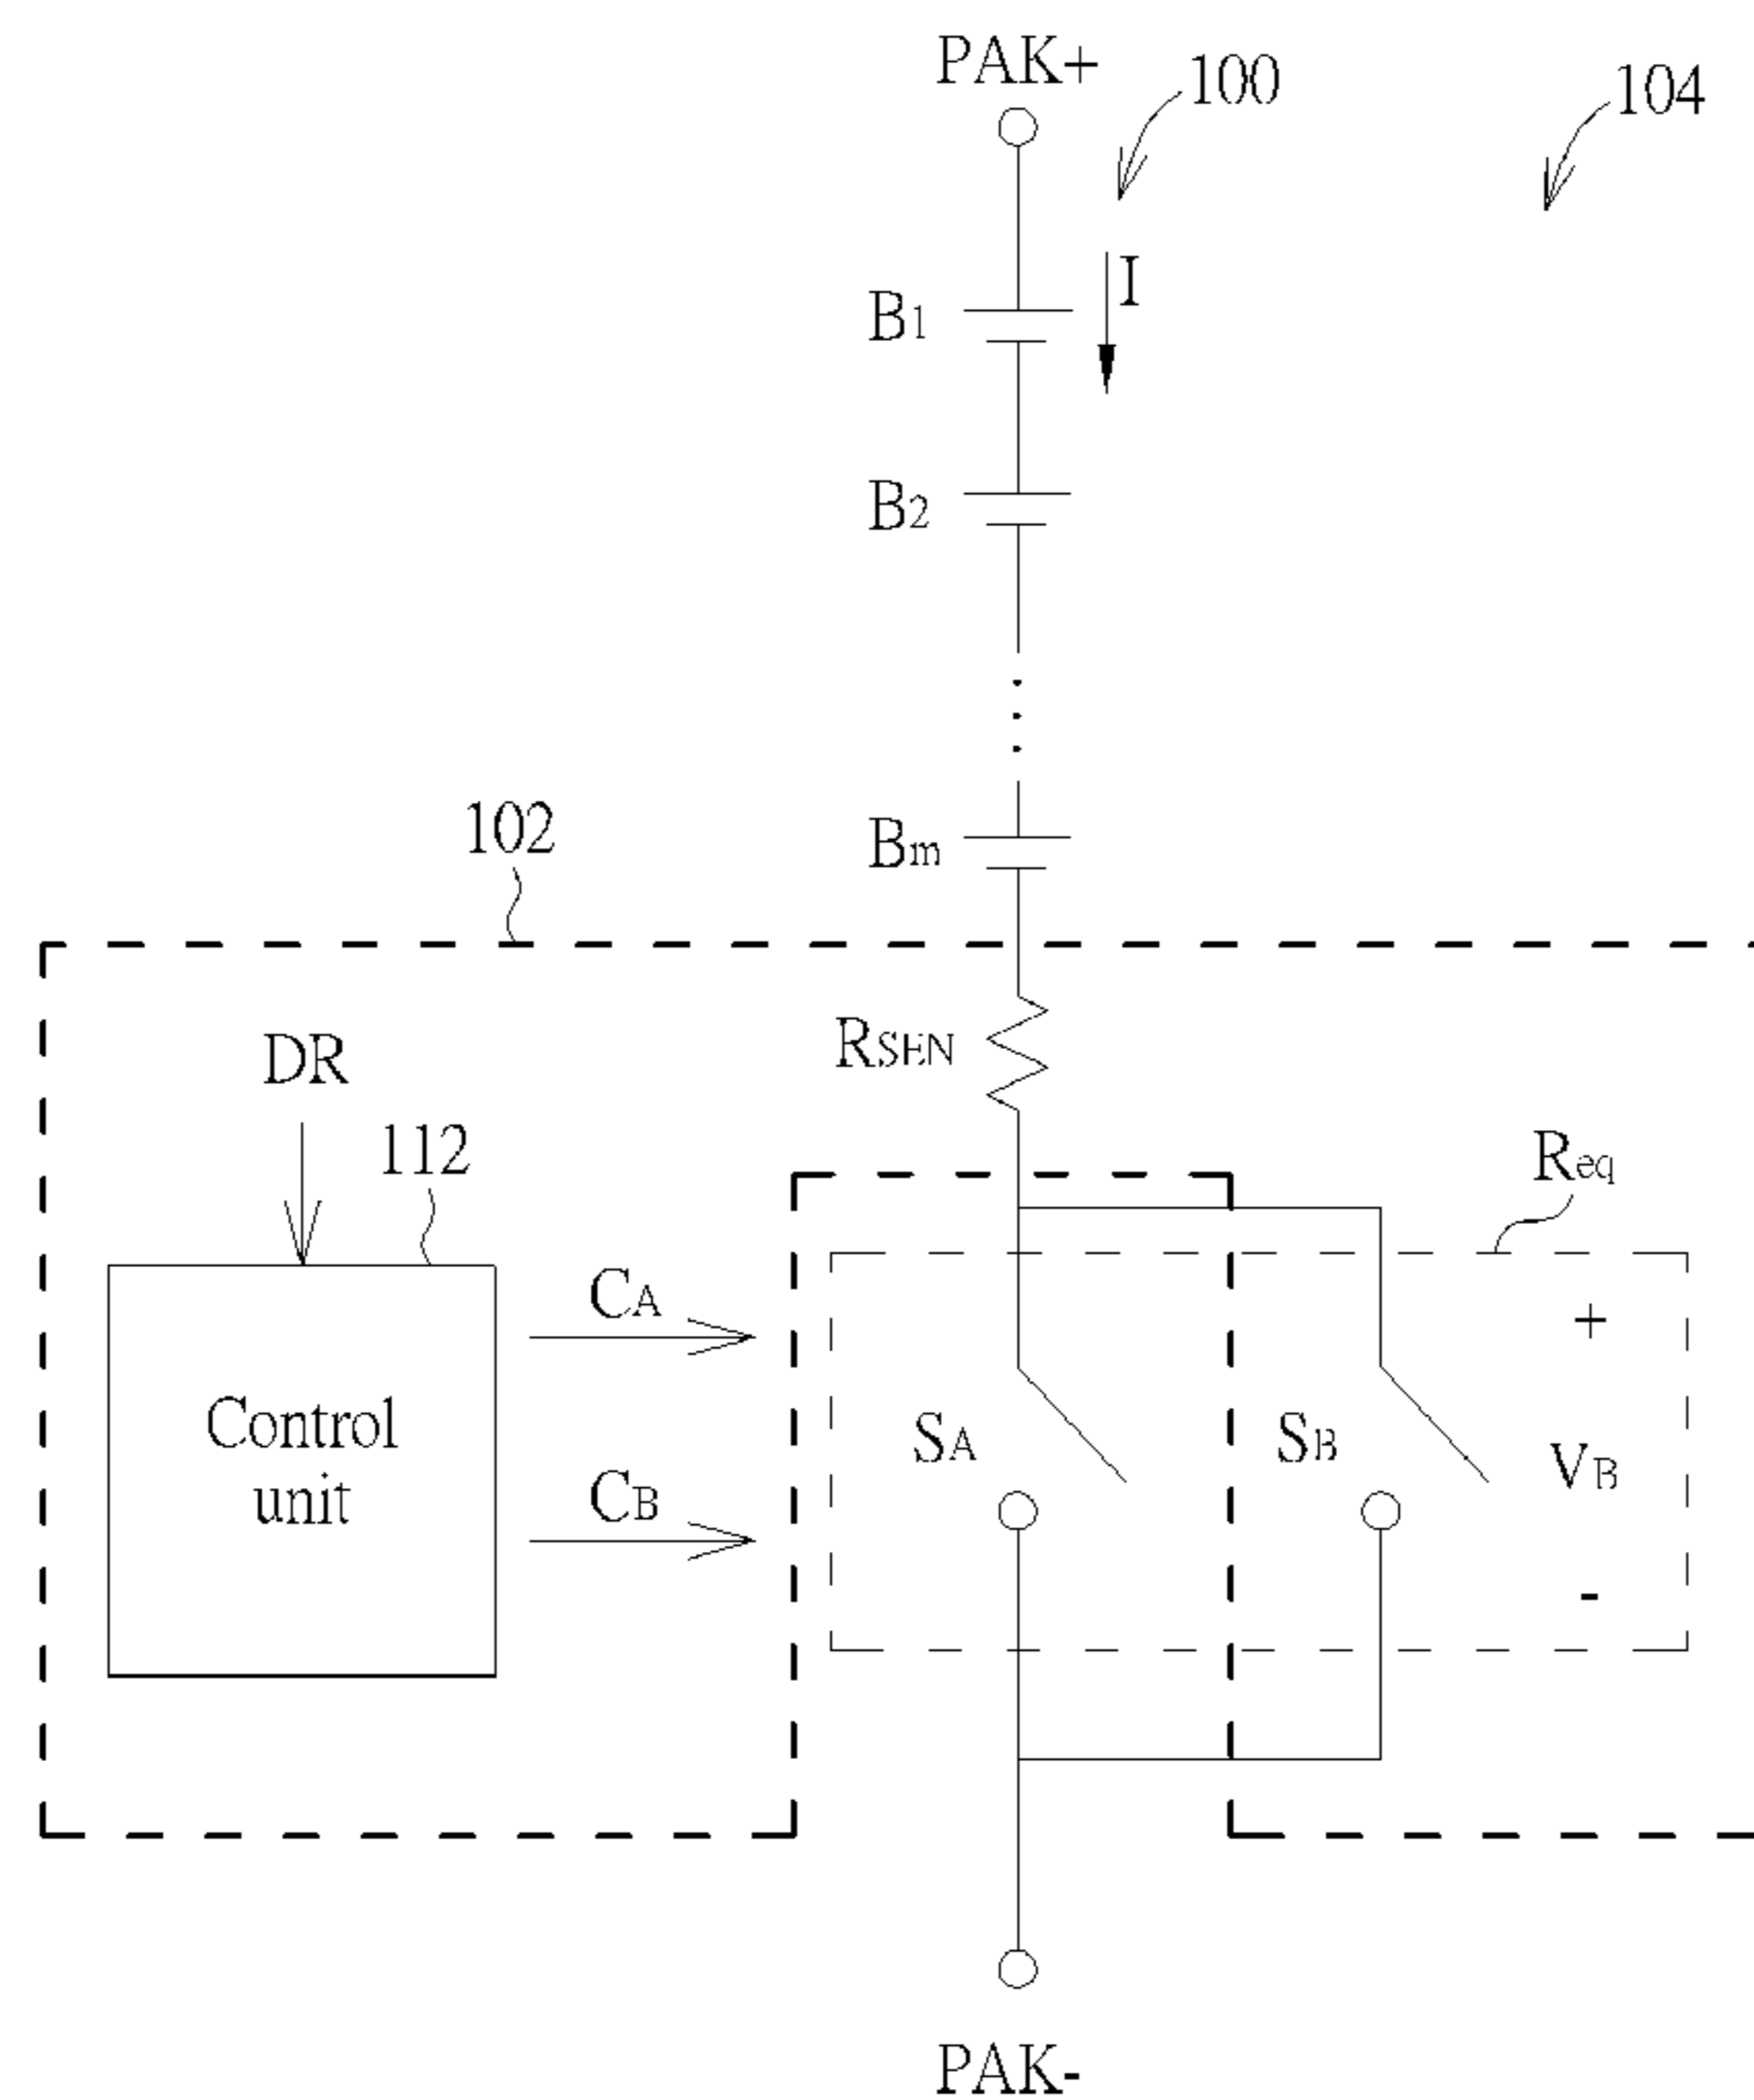 PAK+
100
104
I
B1
B2
Bm
102
RSEN
DR
112
Req
CA
+
Control
unit
SA
SB
VB
CB
-
PAK-